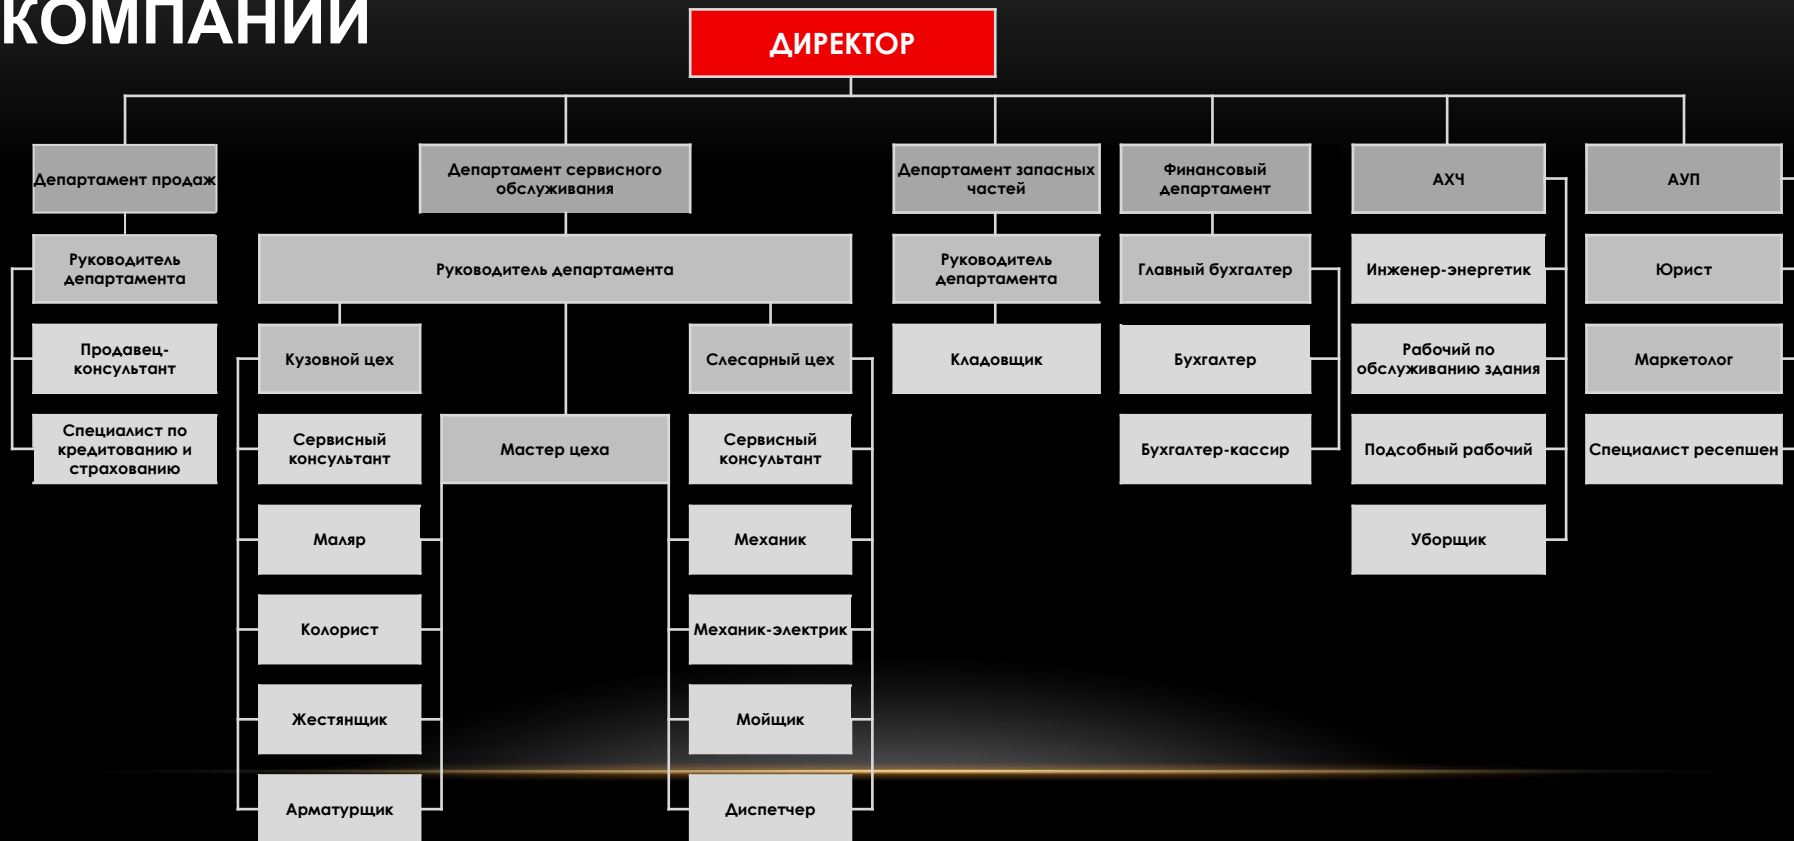 КОМПАНИИ
ДИРЕКТОР
Департамент продаж
Департамент сервисного
обслуживания
Департамент запасных
частей
Финансовый
департамент
АХЧ
АУП
Руководитель
департамента
Руководитель департамента
Руководитель
департамента
Главный бухгалтер
Инженер-энергетик
Юрист
Продавец-
консультант
Кузовной цех
Слесарный цех
Кладовщик
Бухгалтер
Рабочий по
обслуживанию здания
Маркетолог
Специалист по
кредитованию и
страхованию
Сервисный
консультант
Мастер цеха
Сервисный
консультант
Бухгалтер-кассир
Подсобный рабочий
Специалист ресепшен
Маляр
Механик
Уборщик
Колорист
Механик-электрик
Жестянщик
Мойщик
Арматурщик
Диспетчер